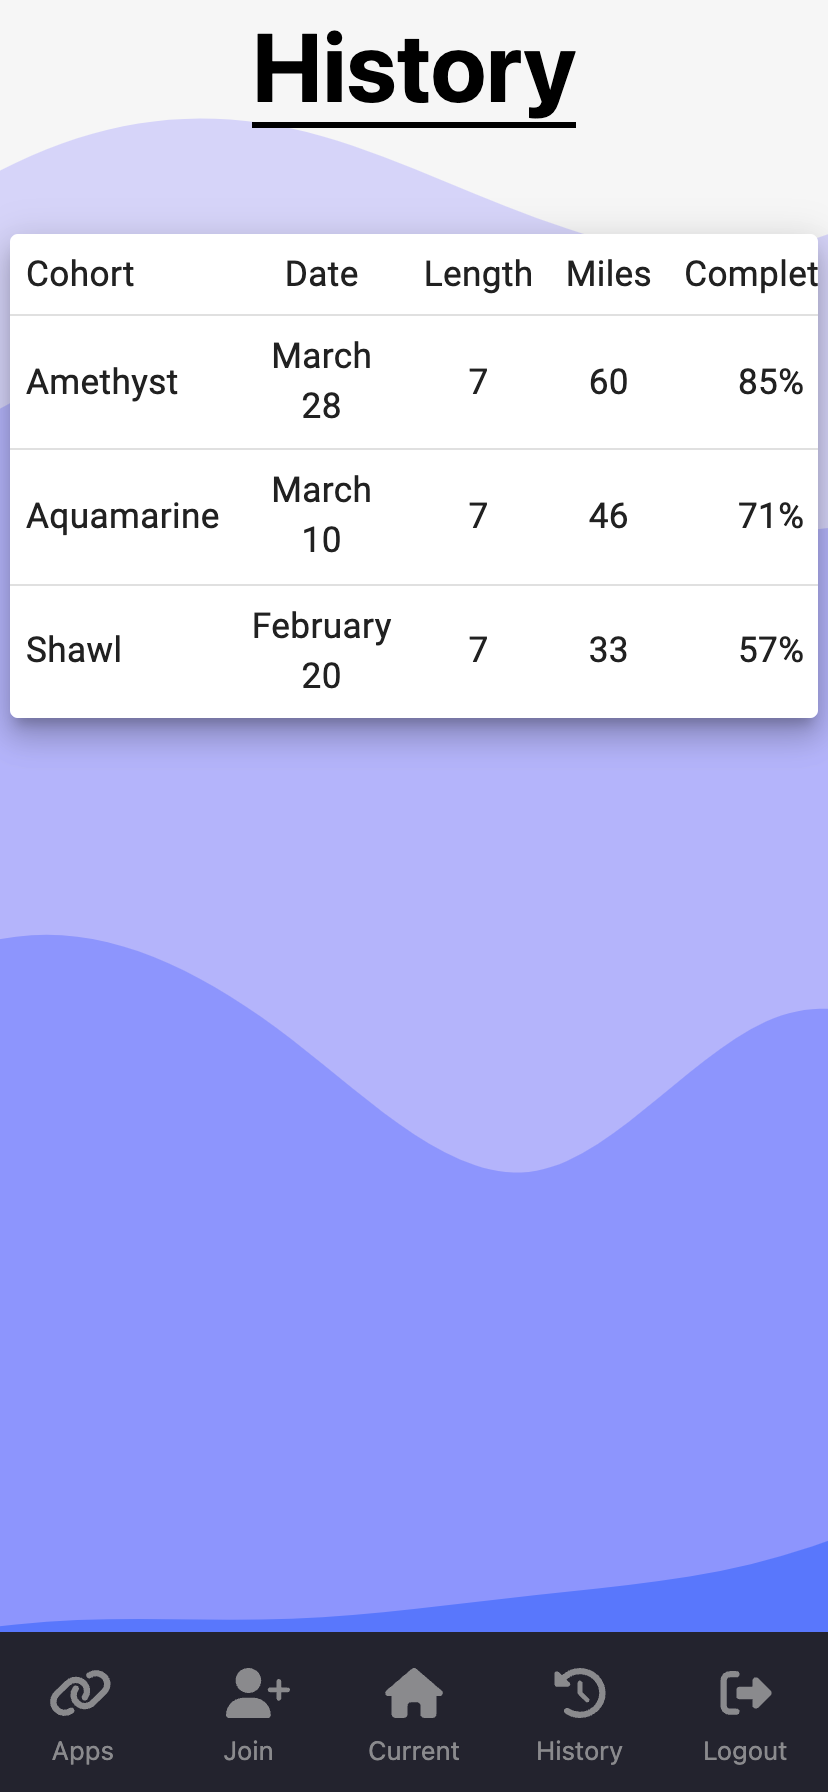 History
Cohort Date Length Miles Complet
Amethyst March 28 7 60 85%
Aquamarine March 10 7 46 71%
Shawl February 20 7 33 57%
Apps Join Current History Logout